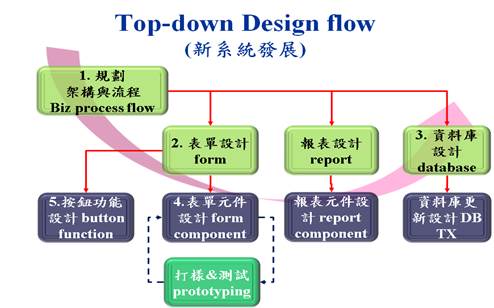 Top-down Design flow
(新系統發展)
1. 規劃
架構與流程
Biz process flow
2. 表單設計
form
報表設計
report
3. 資料庫
設計
database
5.按鈕功能
設計 button
function
4.表單元件
設計 form
component
報表元件設
計 report
component
資料庫更
新設計 DB
TX
打樣&測試
prototyping